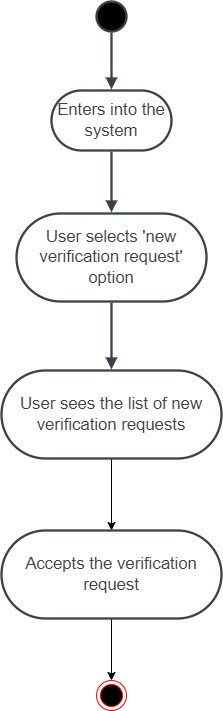 Enters into the
system
User selects 'new
verification request'
option
User sees the list of new
verification requests
Accepts the verification
request